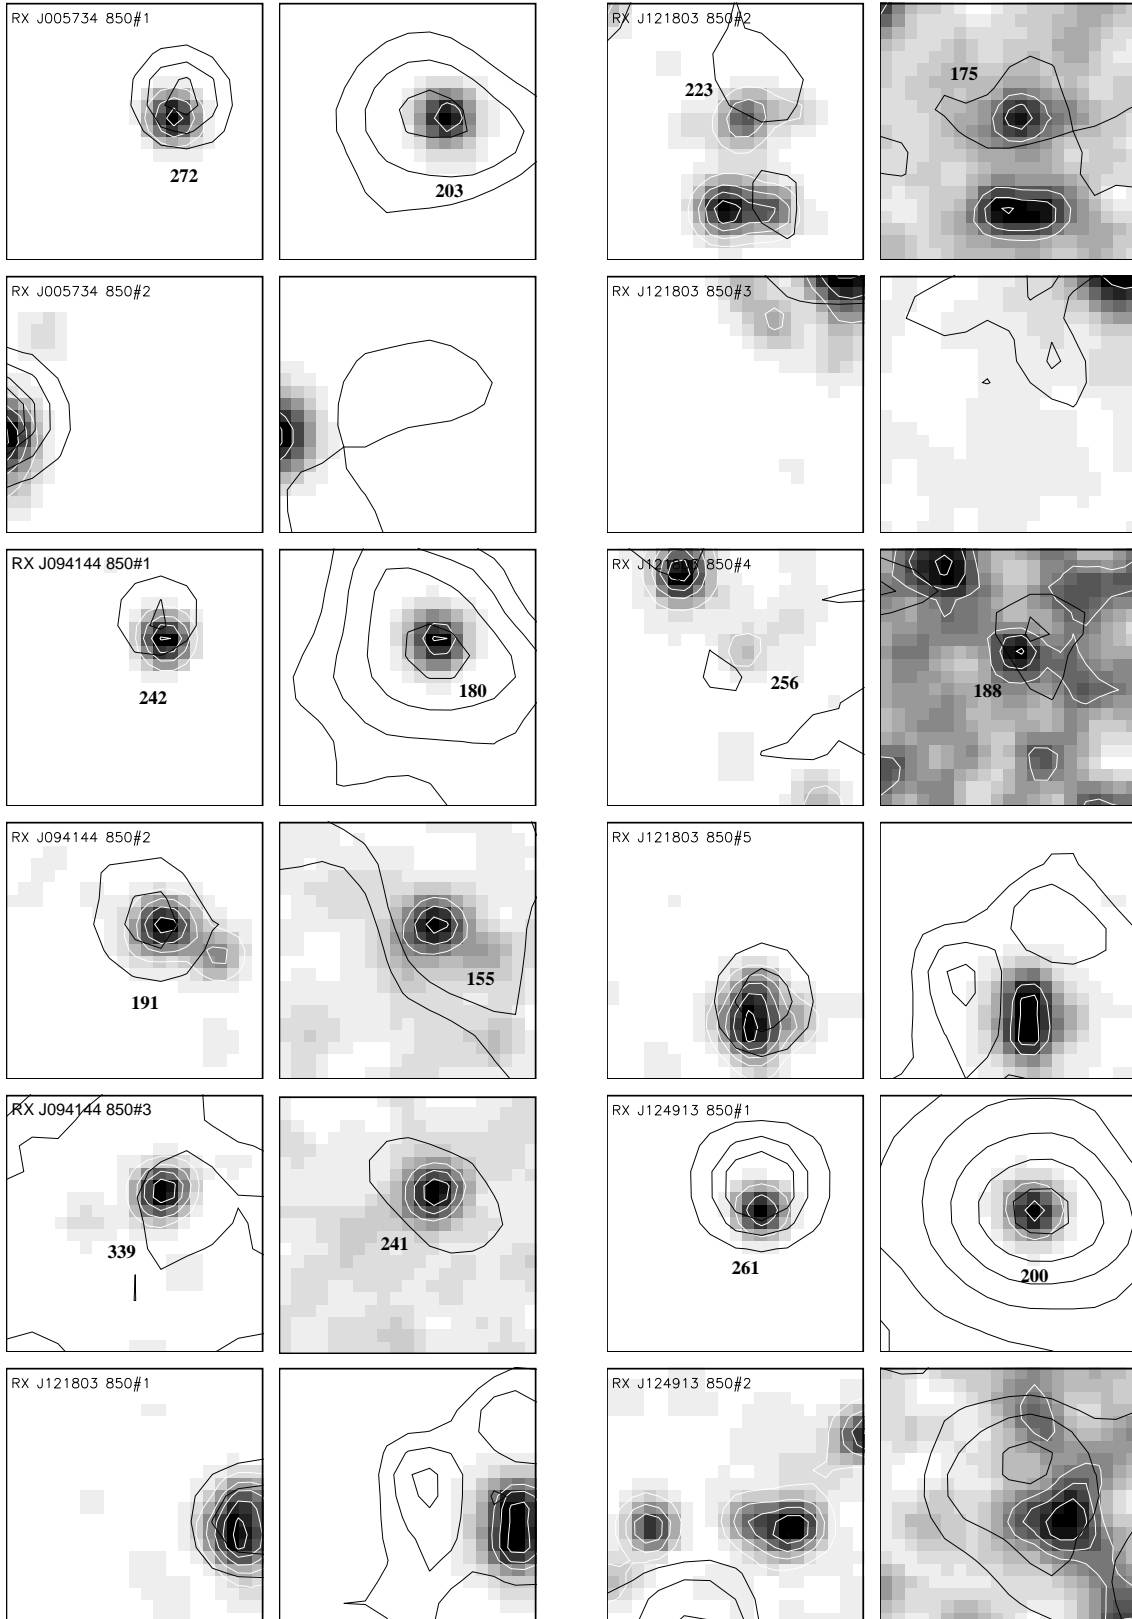 RX J005734 850#1
272
203
RX J121803 850#2
223
175
RX J005734 850#2
RX J121803 850#3
RX J094144 850#1
242
180
RX J121803 850#4
256
188
RX J094144 850#2
191
155
RX J121803 850#5
RX J094144 850#3
339
241
RX J124913 850#1
261
200
RX J121803 850#1
RX J124913 850#2